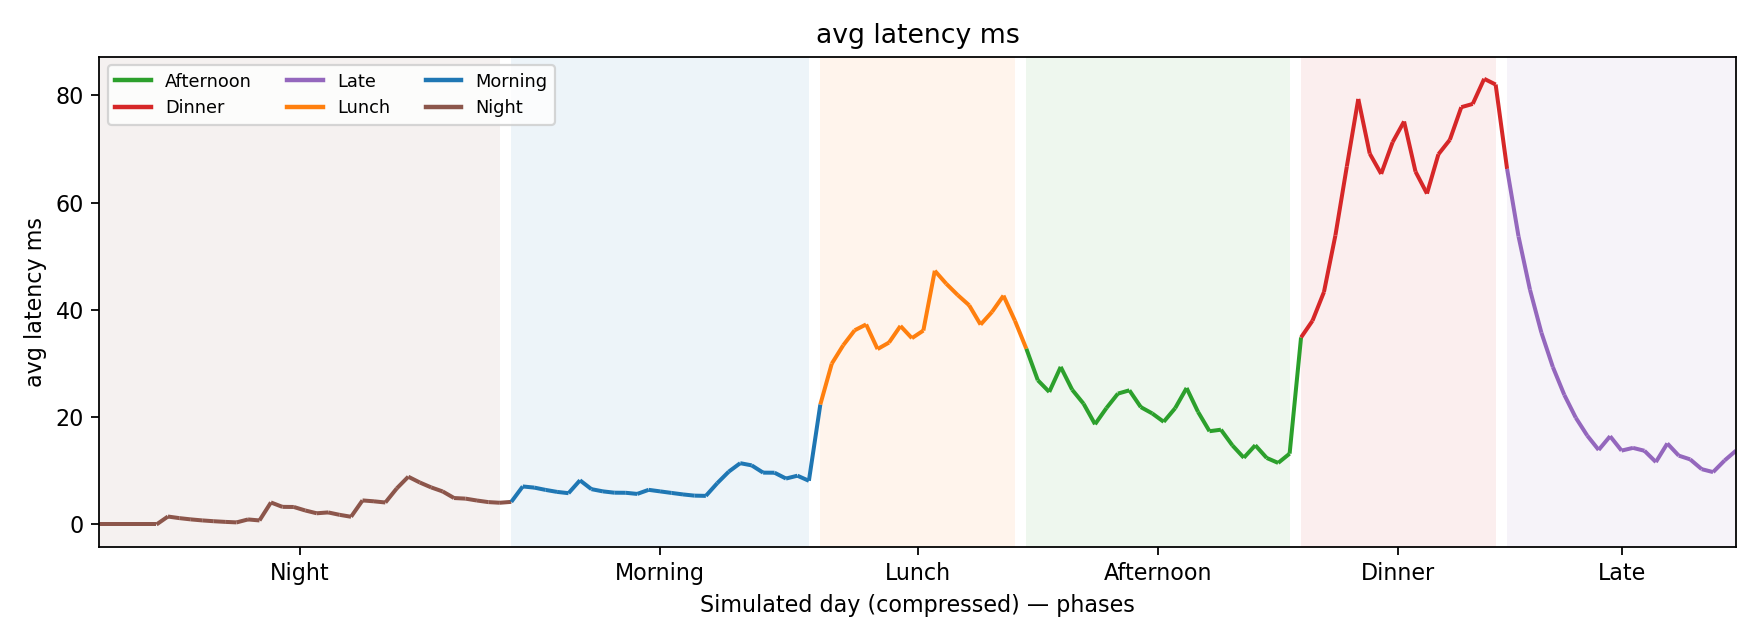 avg latency ms
Afternoon Late Morning
Dinner Lunch Night
avg latency ms
80
60
40
20
0
Night Morning Lunch Afternoon Dinner Late
Simulated day (compressed) — phases